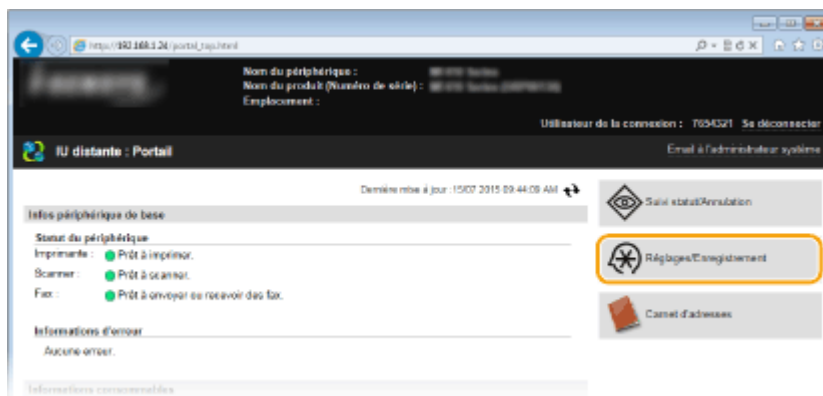 http://192.168.1.24/portal_top.html
Nom du périphérique :
Nom du produit (Numéro de série) :
Emplacement :
Utilisateur de la connexion : 7654321 Se déconnecter
IU distante : Portail
Email à l'administrateur système
Dernière mise à jour :15/07 2015 09:44:09 AM
Infos périphérique de base
Statut du périphérique
Imprimante : Prêt à imprimer.
Scanner : Prêt à scanner.
Fax : Prêt à envoyer ou recevoir des fax.
Informations d'erreur
Aucune erreur.
Informations consommables
Suivi statut/Annulation
Réglages/Enregistrement
Carnet d'adresses